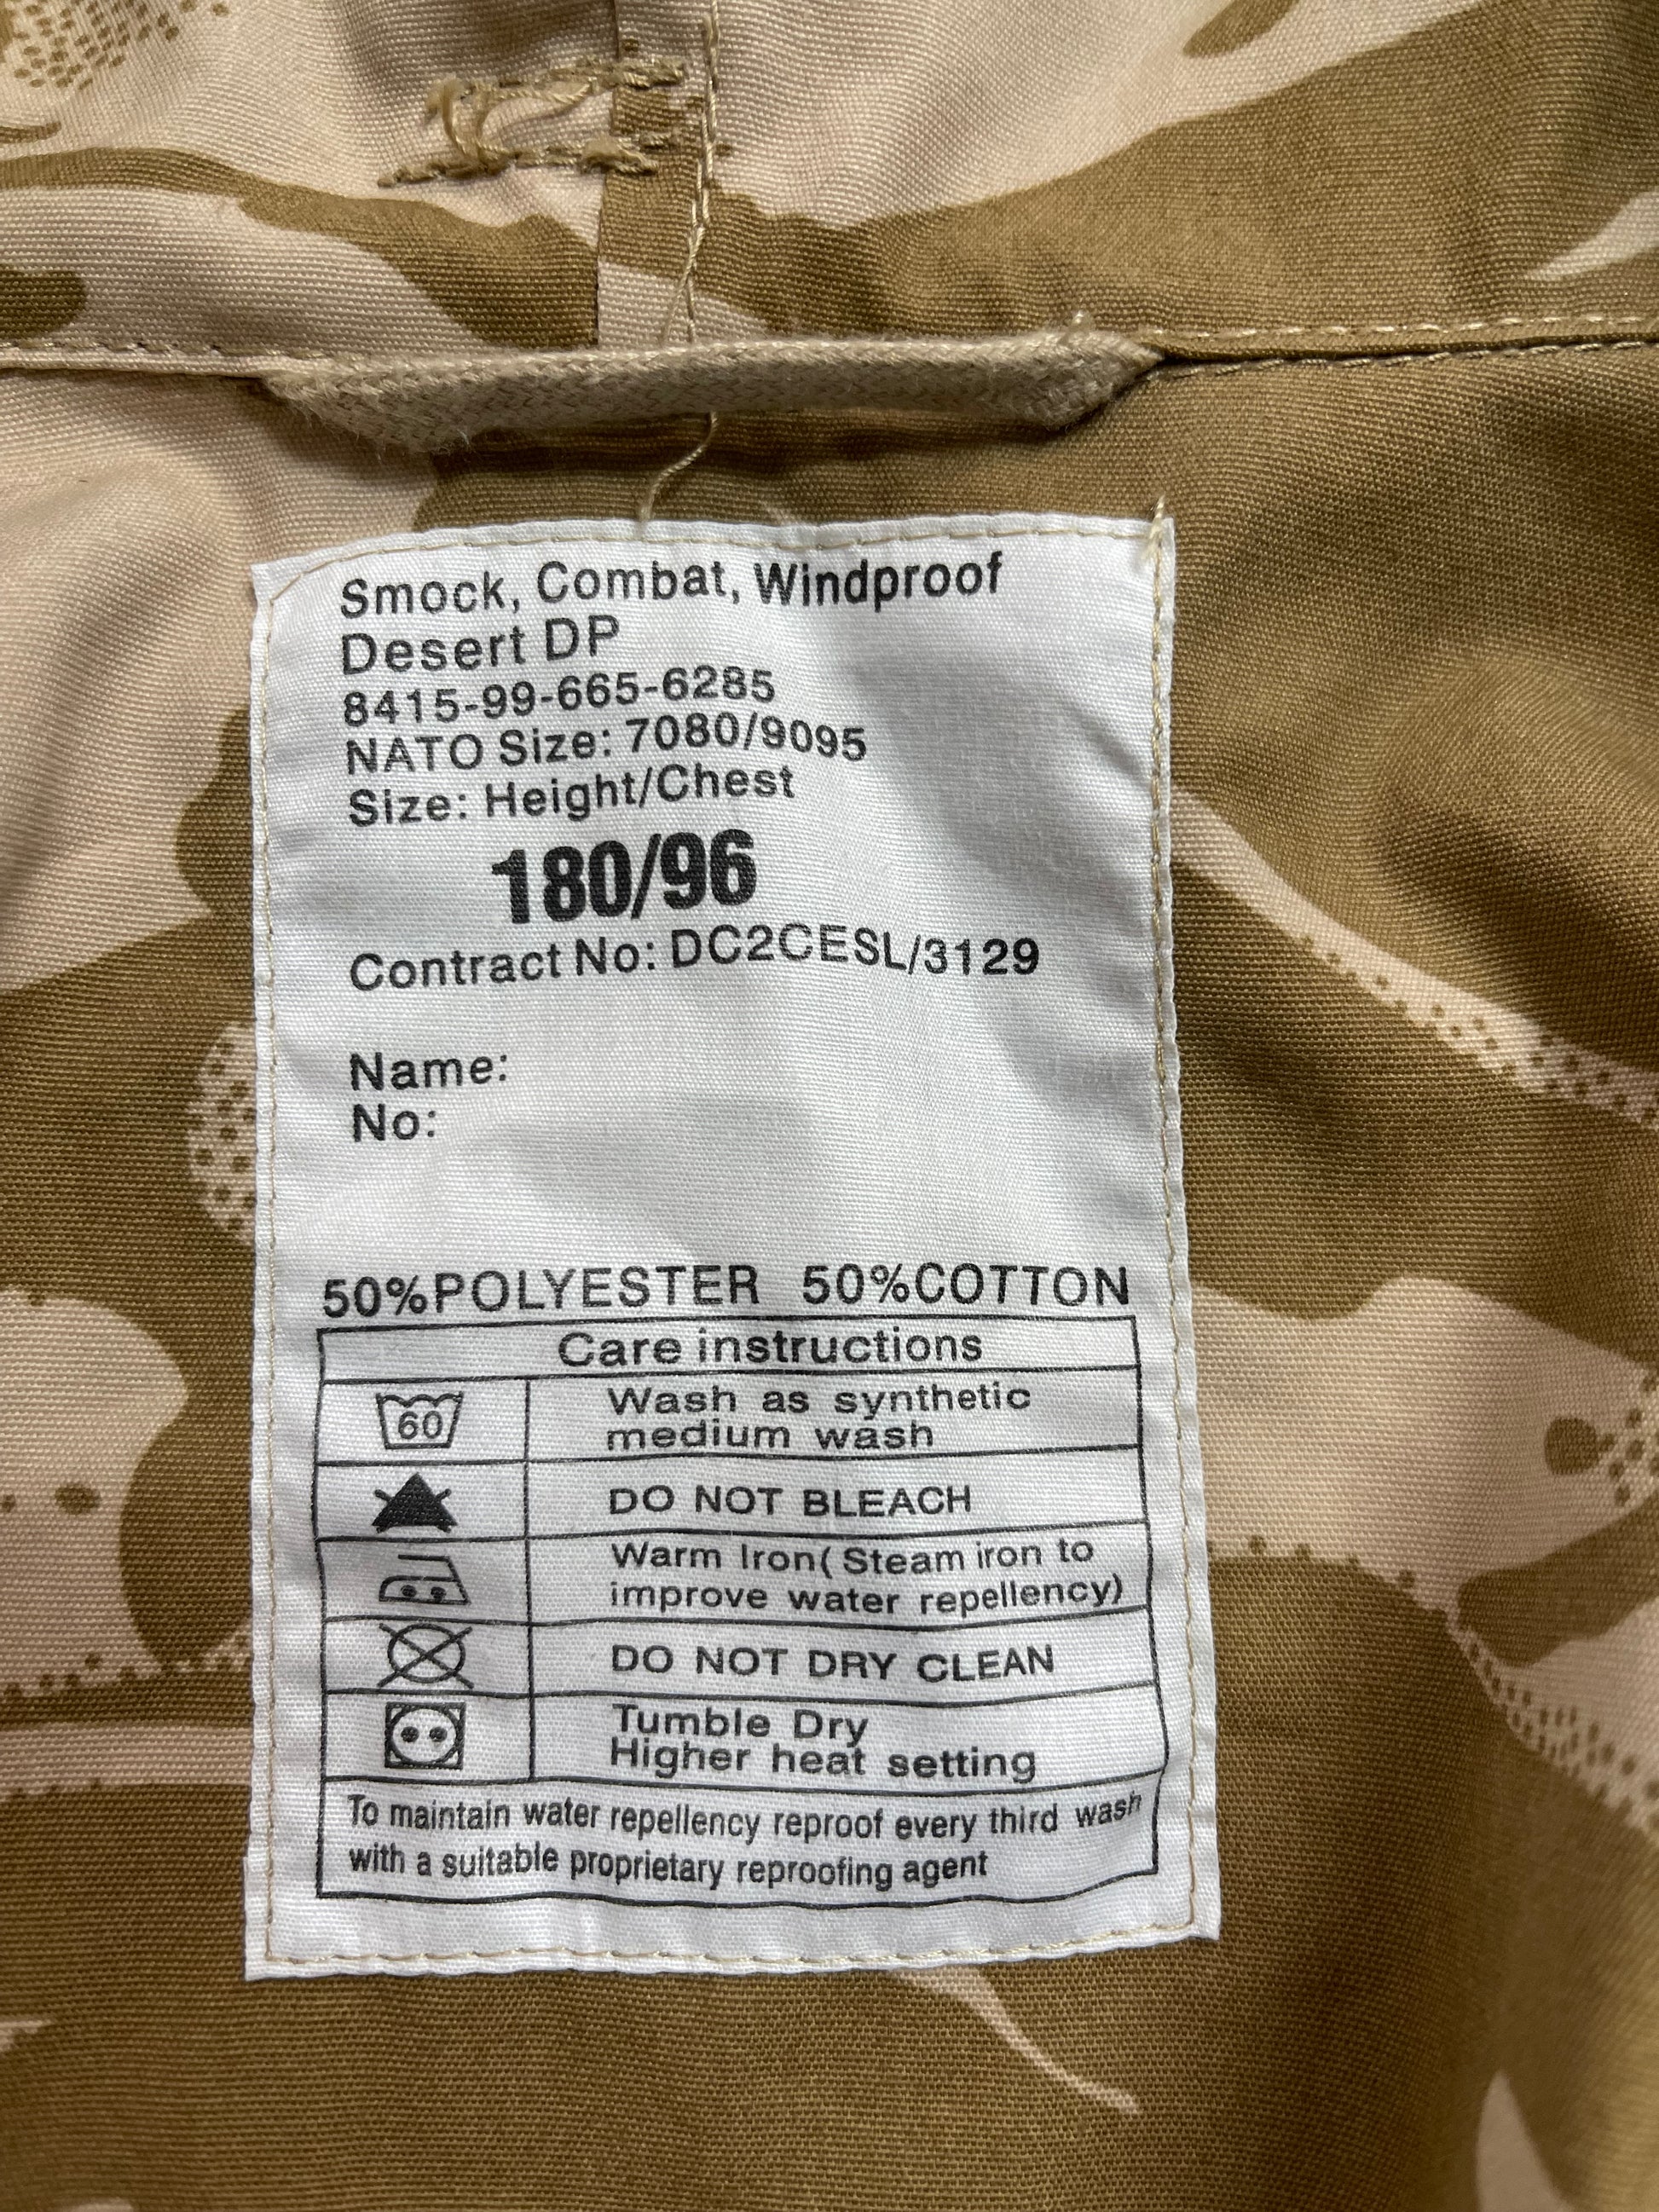 Smock, Combat, Windproof
Desert DP
8415-99-665-6285
NATO Size: 7080/9095
Size: Height/Chest
180/96
Contract No: DC2CESL/3129
Name:
No:
50%POLYESTER 50%COTTON
Care instructions
60 Wash as synthetic
medium wash
DO NOT BLEACH
Warm Iron( Steam iron to
improve water repellency)
DO NOT DRY CLEAN
Tumble Dry
Higher heat setting
To maintain water repellency reproof every third wash
with a suitable proprietary reproofing agent